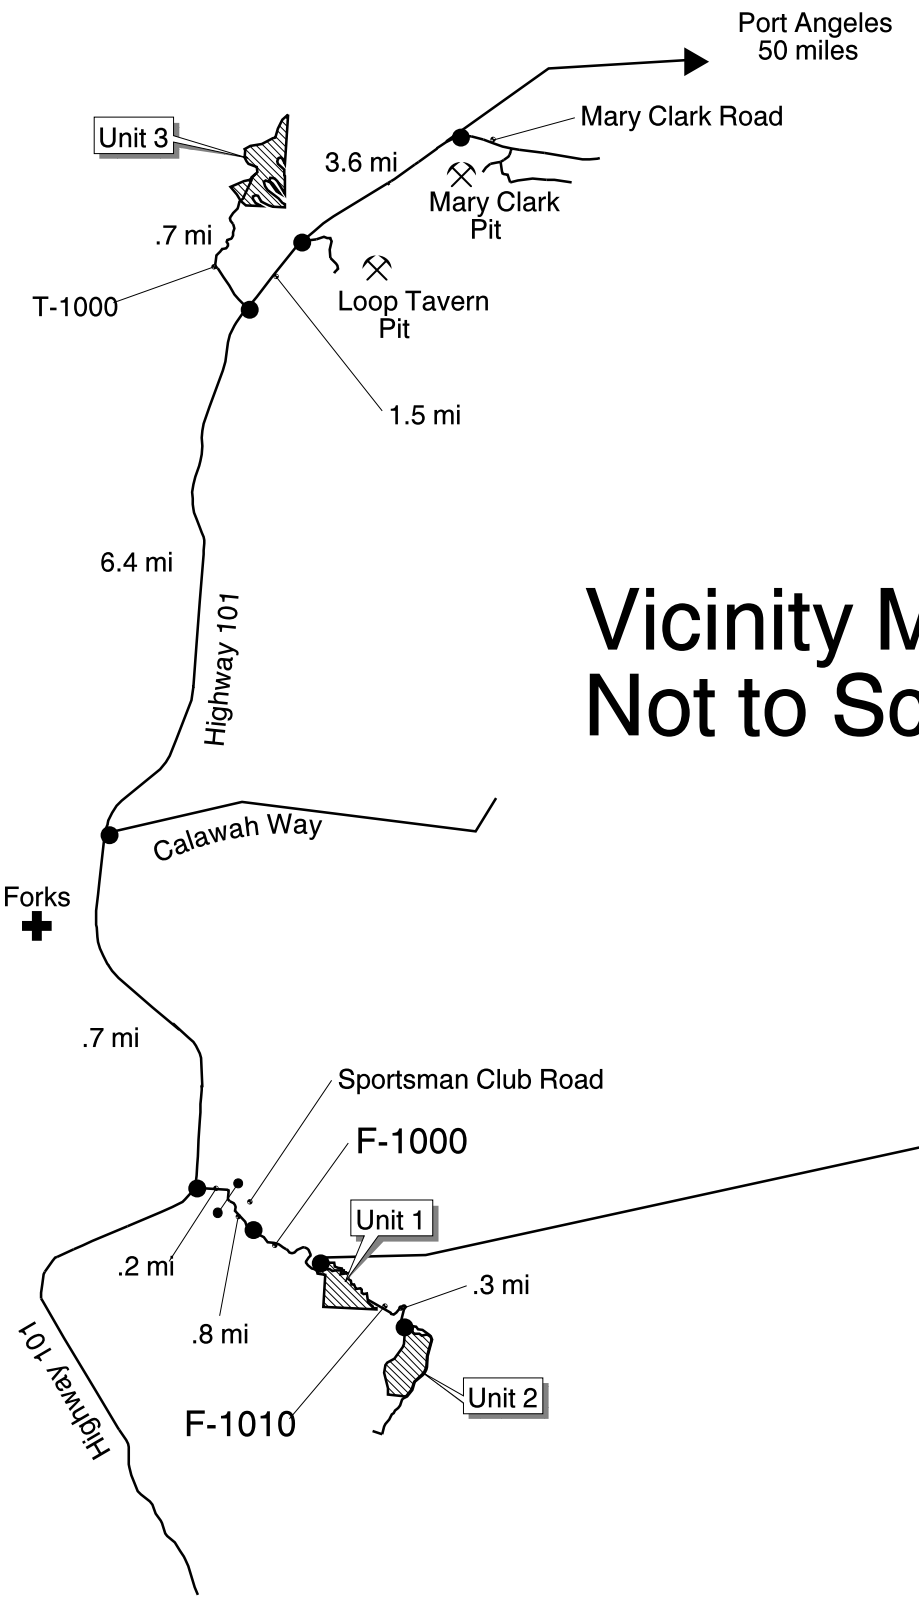 Port Angeles
50 miles
Mary Clark Road
Unit 3
3.6 mi
Mary Clark
Pit
.7 mi
T-1000
Loop Tavern
Pit
1.5 mi
6.4 mi
Highway 101
Vicinity M
Not to Sc
Calawah Way
Forks
.7 mi
Sportsman Club Road
F-1000
Unit 1
.2 mi
.3 mi
.8 mi
Highway 101
Unit 2
F-1010